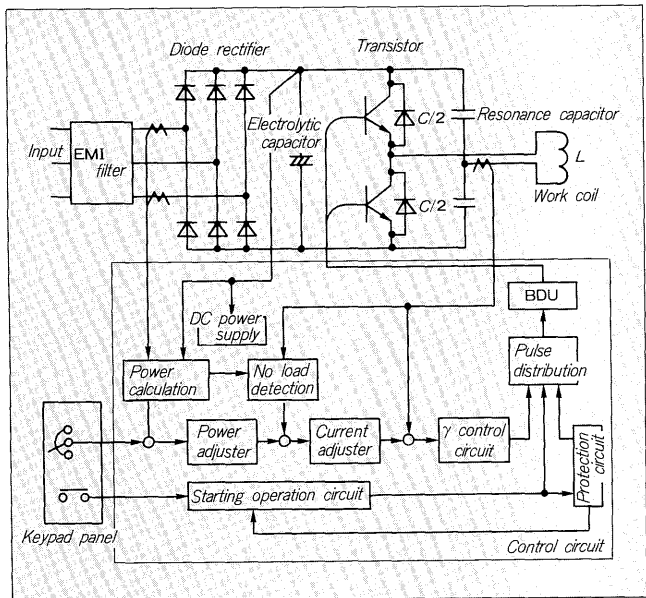 Diode rectifier
Transistor
Input
EMI
filter
Electrolytic
capacitor
C/2
C/2
Resonance capacitor
L
Work coil
DC power
supply
BDU
Pulse
distribution
Power
calculation
No load
detection
Power
adjuster
Current
adjuster
γ control
circuit
Protection
circuit
Starting operation circuit
Keypad panel
Control circuit